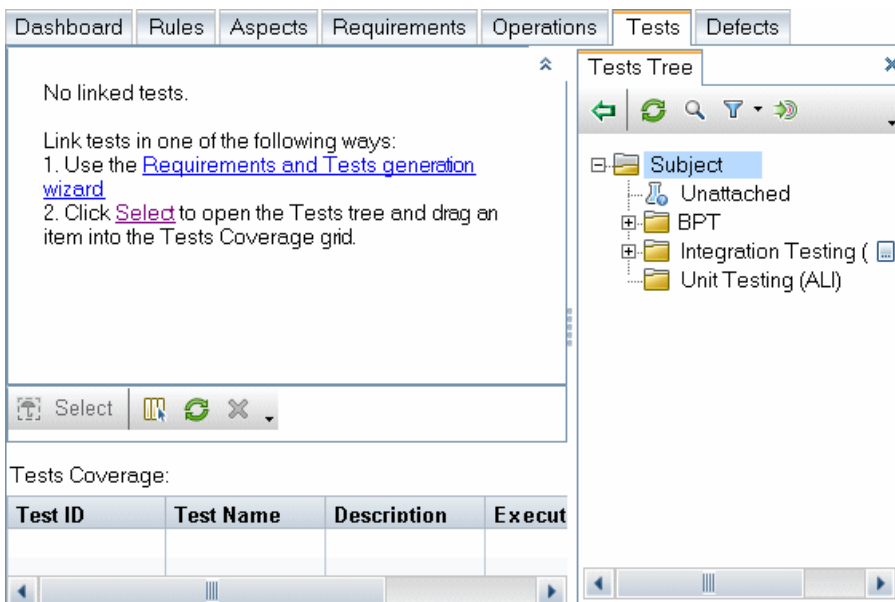 Dashboard Rules Aspects Requirements Operations Tests Defects
No linked tests.
Link tests in one of the following ways:
1. Use the Requirements and Tests generation
wizard
2. Click Select to open the Tests tree and drag an
item into the Tests Coverage grid.
Select
Tests Coverage:
Test ID Test Name Description Execut
Tests Tree
Subject
Unattached
BPT
Integration Testing (
Unit Testing (ALI)